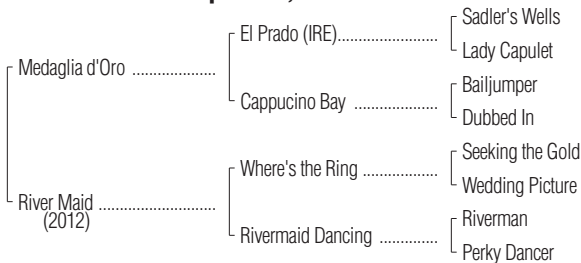 Sadler's Wells
El Prado (IRE)....................
Lady Capulet
Medaglia d'Oro ....................
Bailjumper
Cappucino Bay ....................
Dubbed In
Seeking the Gold
Where's the Ring ..................
Wedding Picture
River Maid ............................
(2012)
Riverman
Rivermaid Dancing ..............
Perky Dancer